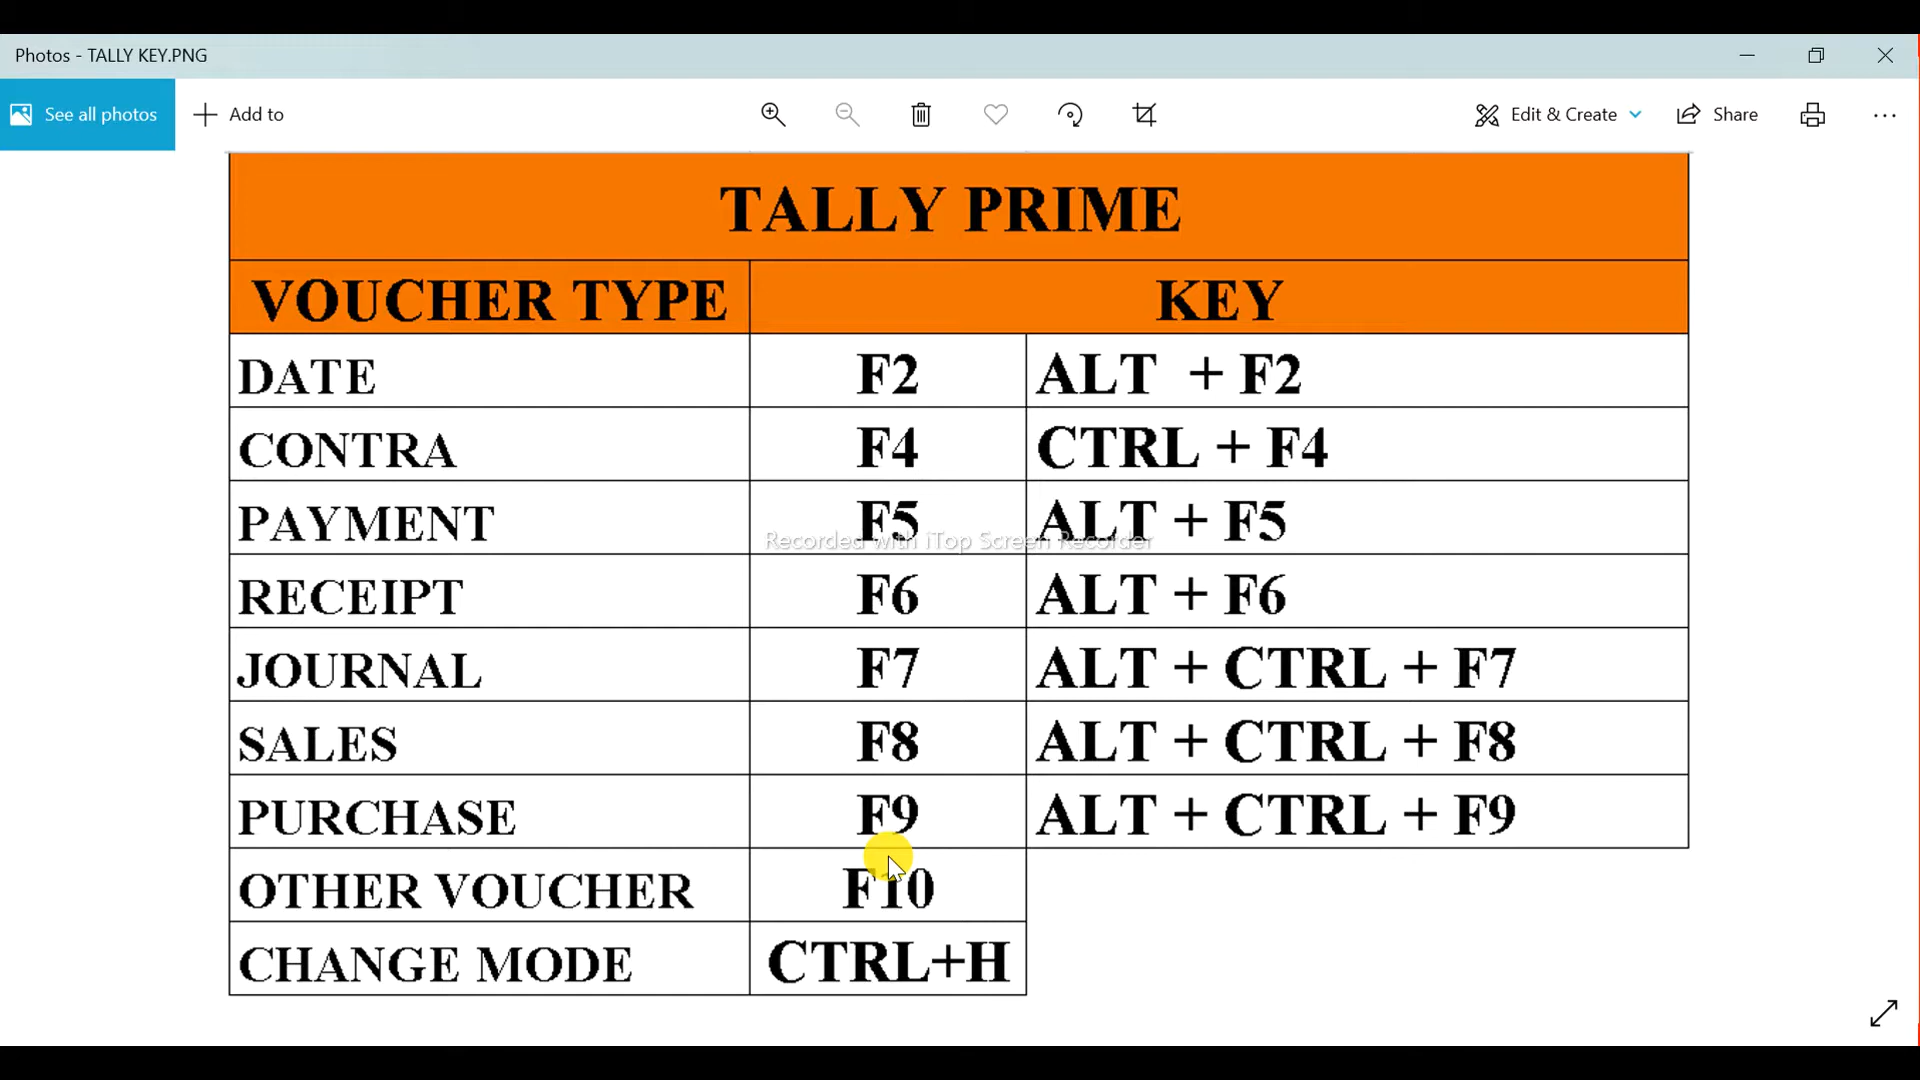 Photos - TALLY KEY.PNG
See all photos
Add to
Edit & Create
Share
TALLY PRIME
VOUCHER TYPE KEY
DATE F2 ALT + F2
CONTRA F4 CTRL + F4
PAYMENT F5 ALT + F5
Recorded with iTop Screen Recorder
RECEIPT F6 ALT + F6
JOURNAL F7 ALT + CTRL + F7
SALES F8 ALT + CTRL + F8
PURCHASE F9 ALT + CTRL + F9
OTHER VOUCHER F10
CHANGE MODE CTRL+H